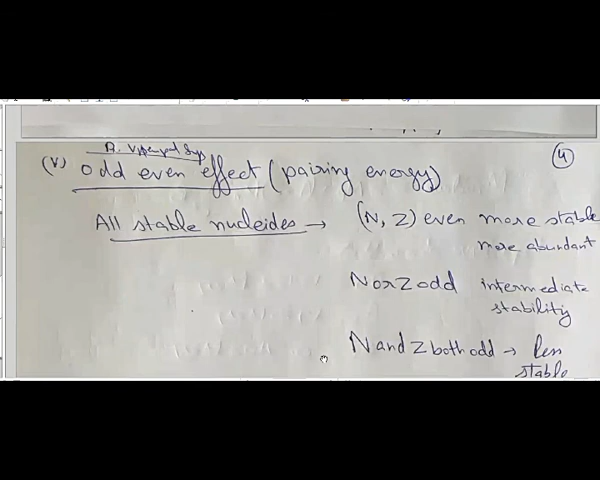 (V) odd even effect (pairing energy)
4
All stable nucleides → (N, Z) even more stable
more abundant
N or Z odd intermediate
stability
N and Z both odd → less
stable